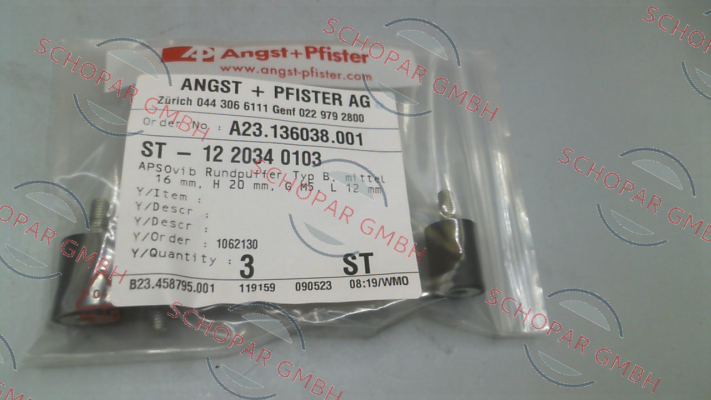 AP Angst+Pfister
www.angst-pfister.com
ANGST + PFISTER AG
Zürich 044 306 6111 Genf 022 979 2800
Order No. : A23.136038.001
ST - 12 2034 0103
APSOvib Rundpuffer Typ B, mittel
16 mm, H 20 mm, G M5, L 12 mm
Y/Item :
Y/Descr :
Y/Descr :
Y/Order : 1062130
Y/Quantity : 3 ST
B23.458795.001 119159 090523 08:19/WMO
SCHOPAR GMBH
SCHOPAR GMBH
SCHOPAR GMBH
SCHOPAR GMBH
SCHOPAR GMBH
SCHOPAR GMBH
SCHOPAR GMBH
SCHOPAR GMBH